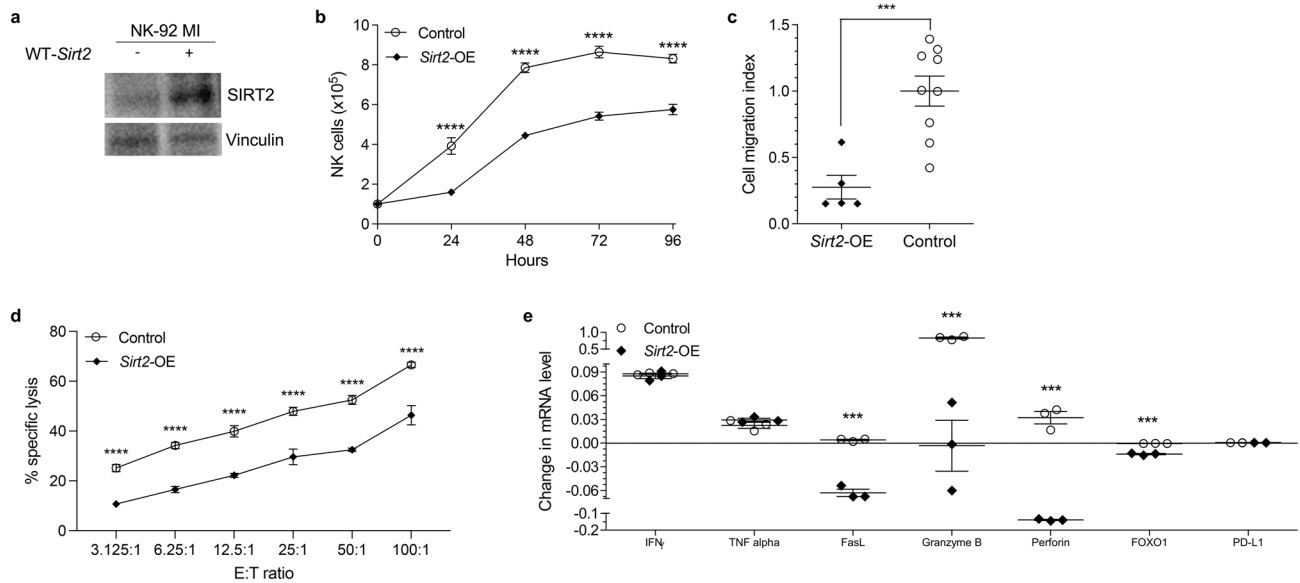 a
NK-92 MI
WT-Sirt2
- +
SIRT2
Vinculin
b
Control
Sirt2-OE
NK cells (x10⁵)
10
8
6
4
2
0
****
****
****
****
0 24 48 72 96
Hours
c
***
Cell migration index
1.5
1.0
0.5
0.0
Sirt2-OE Control
d
Control
Sirt2-OE
% specific lysis
80
60
40
20
0
****
****
****
****
****
****
3.125:1 6.25:1 12.5:1 25:1 50:1 100:1
E:T ratio
e
Control
Sirt2-OE
Change in mRNA level
1.0
0.5
0.09
0.06
0.03
0.00
-0.03
-0.06
-0.1
-0.2
***
***
***
***
IFNγ TNF alpha FasL Granzyme B Perforin FOXO1 PD-L1